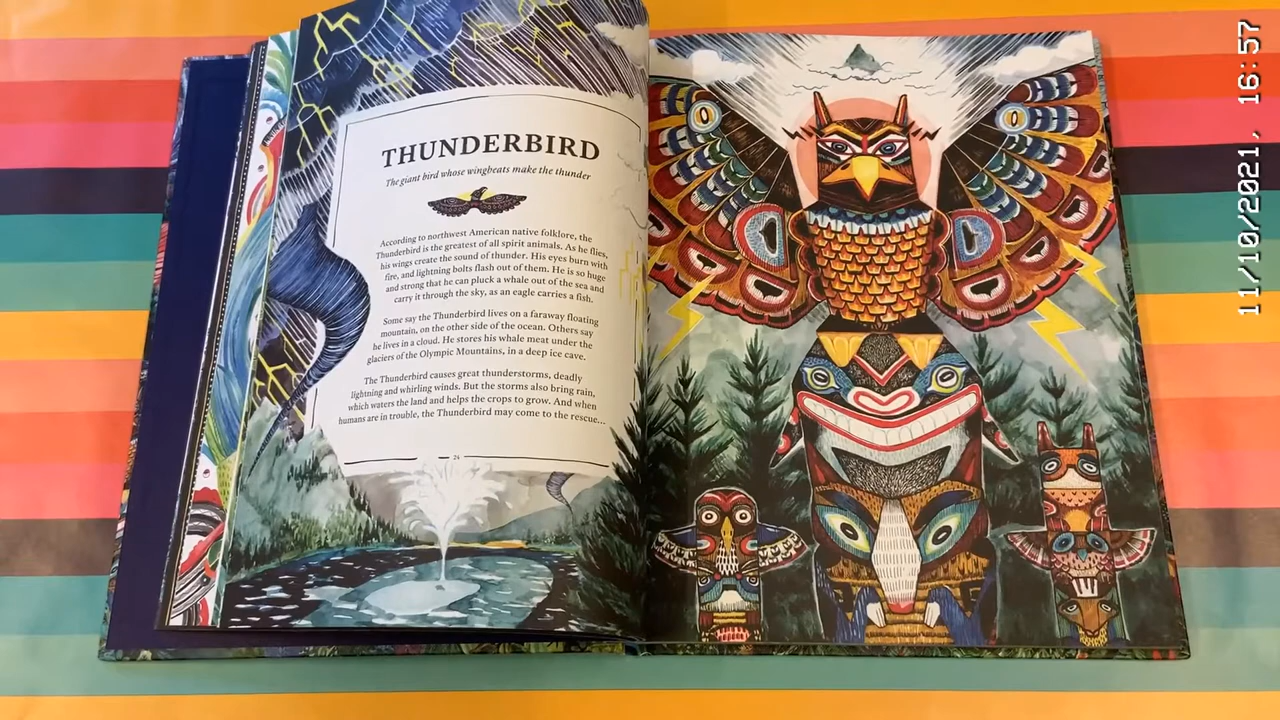 THUNDERBIRD
The giant bird whose wingbeats make the thunder
According to northwest American native folklore, the
Thunderbird is the greatest of all spirit animals. As he flies,
his wings create the sound of thunder. His eyes burn with
fire, and lightning bolts flash out of them. He is so huge
and strong that he can pluck a whale out of the sea and
carry it through the sky, as an eagle carries a fish.
Some say the Thunderbird lives on a faraway floating
mountain, on the other side of the ocean. Others say
he lives in a cloud. He stores his whale meat under the
glaciers of the Olympic Mountains, in a deep ice cave.
The Thunderbird causes great thunderstorms, deadly
lightning and whirling winds. But the storms also bring rain,
which waters the land and helps the crops to grow. And when
humans are in trouble, the Thunderbird may come to the rescue...
24
11/10/2021, 16:57